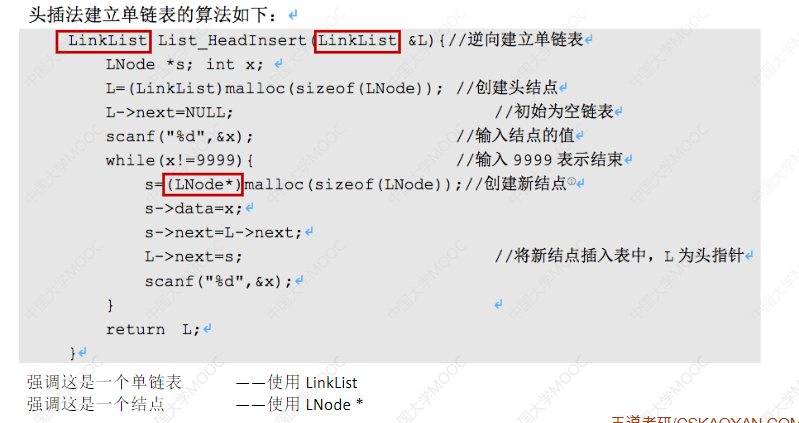 头插法建立单链表的算法如下：
LinkList List_HeadInsert(LinkList &L){//逆向建立单链表
LNode *s; int x;
L=(LinkList)malloc(sizeof(LNode)); //创建头结点
L->next=NULL; //初始为空链表
scanf("%d",&x); //输入结点的值
while(x!=9999){ //输入 9999 表示结束
s=(LNode*)malloc(sizeof(LNode));//创建新结点①
s->data=x;
s->next=L->next;
L->next=s; //将新结点插入表中，L 为头指针
scanf("%d",&x);
}
return L;
}
强调这是一个单链表 ——使用 LinkList
强调这是一个结点 ——使用 LNode *
王道考研/CSKAOYAN.COM
中国大学MOOC